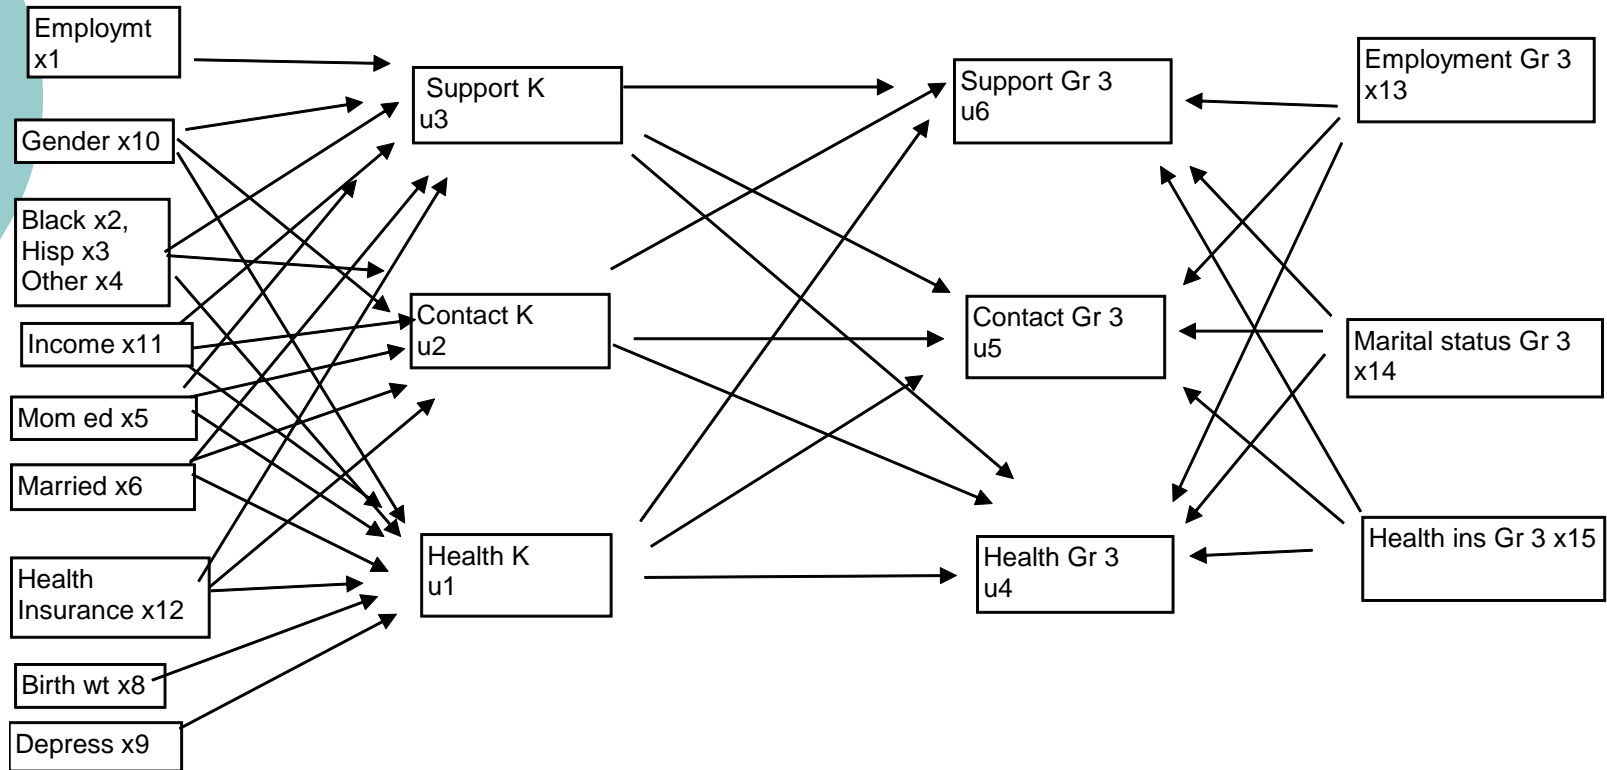 Employmt
x1
Gender x10
Black x2,
Hisp x3
Other x4
Income x11
Mom ed x5
Married x6
Health
Insurance x12
Birth wt x8
Depress x9
Support K
u3
Contact K
u2
Health K
u1
Support Gr 3
u6
Contact Gr 3
u5
Health Gr 3
u4
Employment Gr 3
x13
Marital status Gr 3
x14
Health ins Gr 3 x15